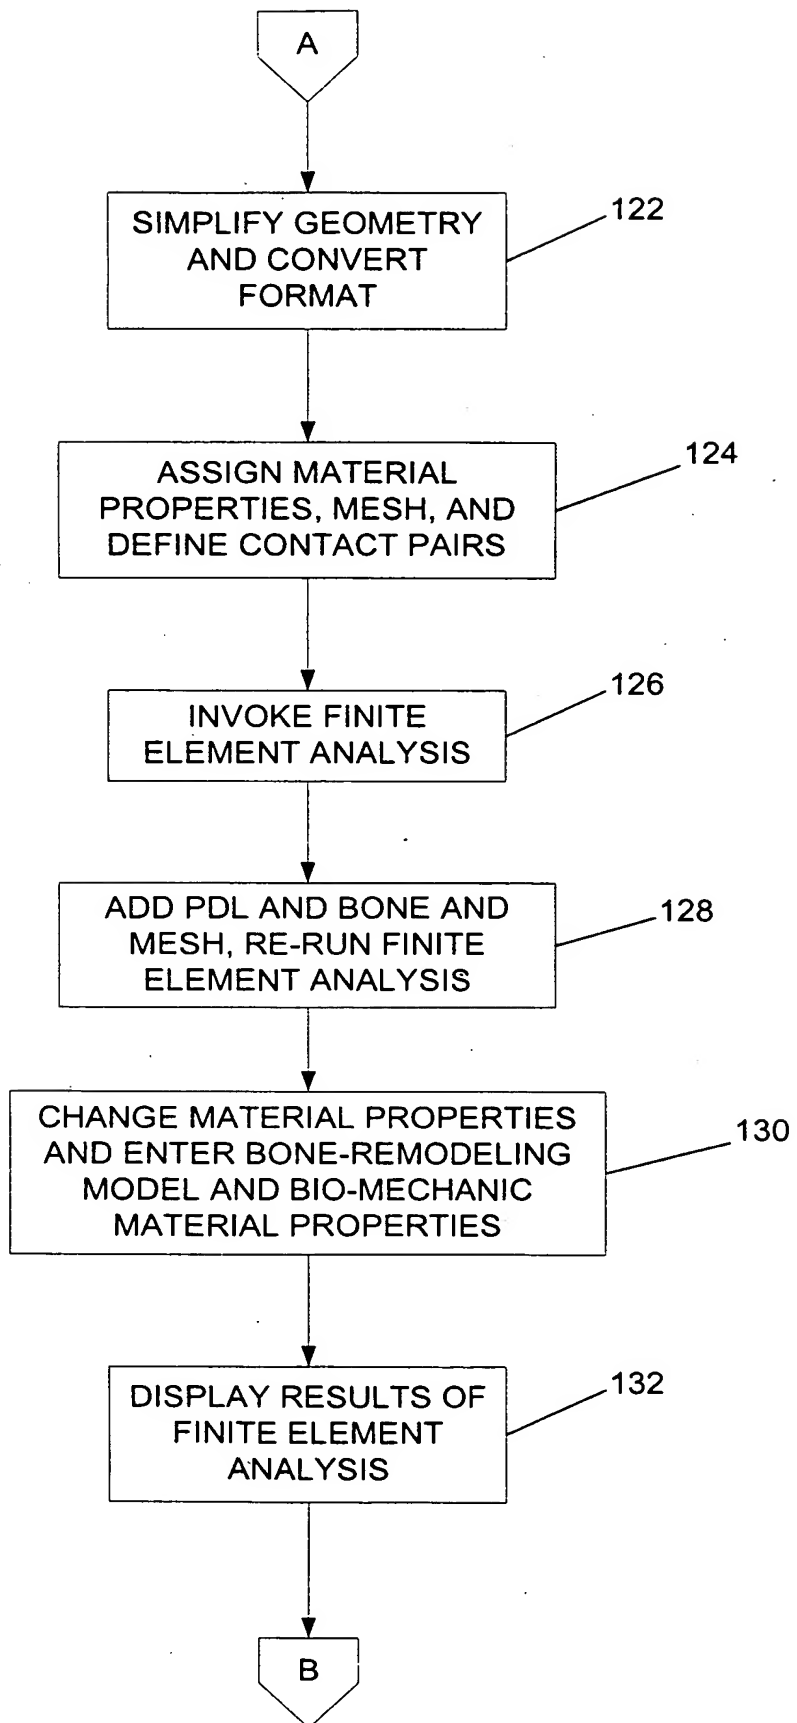 A
SIMPLIFY GEOMETRY
AND CONVERT
FORMAT
122
ASSIGN MATERIAL
PROPERTIES, MESH, AND
DEFINE CONTACT PAIRS
124
INVOKE FINITE
ELEMENT ANALYSIS
126
ADD PDL AND BONE AND
MESH, RE-RUN FINITE
ELEMENT ANALYSIS
128
CHANGE MATERIAL PROPERTIES
AND ENTER BONE-REMODELING
MODEL AND BIO-MECHANIC
MATERIAL PROPERTIES
130
DISPLAY RESULTS OF
FINITE ELEMENT
ANALYSIS
132
B